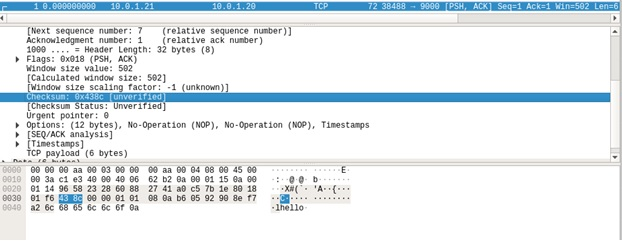 1 0.000000000 10.0.1.21 10.0.1.20 TCP 72 38488 → 9000 [PSH, ACK] Seq=1 Ack=1 Win=502 Len=6
[Next sequence number: 7 (relative sequence number)]
Acknowledgment number: 1 (relative ack number)
1000 .... = Header Length: 32 bytes (8)
Flags: 0x018 (PSH, ACK)
Window size value: 502
[Calculated window size: 502]
[Window size scaling factor: -1 (unknown)]
Checksum: 0x438c [unverified]
[Checksum Status: Unverified]
Urgent pointer: 0
Options: (12 bytes), No-Operation (NOP), No-Operation (NOP), Timestamps
[SEQ/ACK analysis]
[Timestamps]
TCP payload (6 bytes)
Data (6 bytes)
0000 00 00 00 aa 00 03 00 00 00 aa 00 04 08 00 45 00 ··············E·
0010 00 3a c1 e3 40 00 40 06 62 b2 0a 00 01 15 0a 00 ·:··@·@·b·······
0020 01 14 96 58 23 28 60 88 27 41 a0 c5 7b 1e 80 18 ···X#(`·'A··{···
0030 01 f6 43 8c 00 00 01 01 08 0a b6 05 92 90 8e f7 ··C·············
0040 a2 6c 68 65 6c 6c 6f 0a ·lhello·